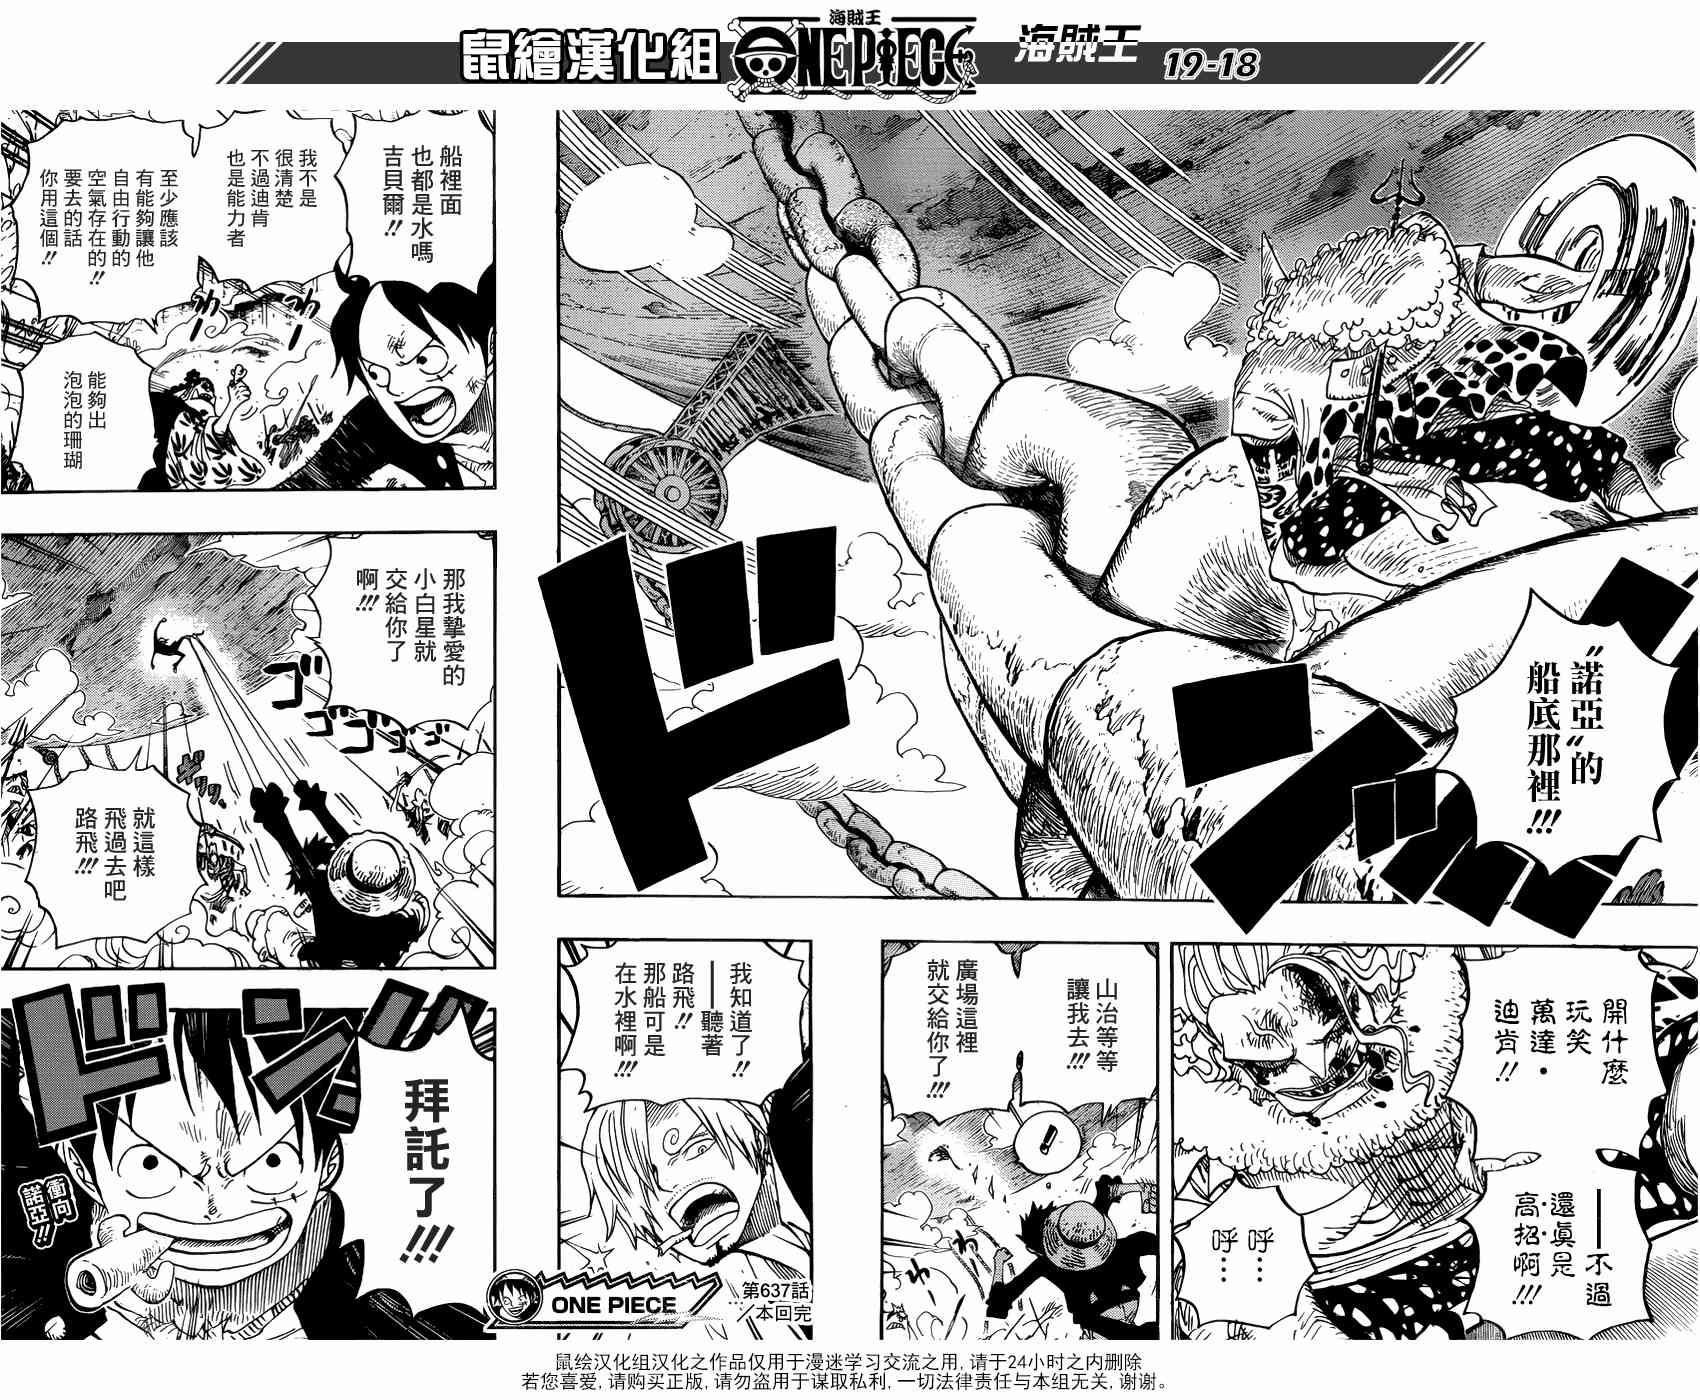 鼠繪漢化組
海賊王
ONE PIECE
海賊王
19-18
“諾亞”的
船底那裡!!!
開什麼
玩笑
萬達・
迪肯!!
——不過
還真是
高招啊!!!
呼…
呼…
山治等等
讓我去!!!
廣場這裡
就交給你了!!!
!
我知道了!!
——聽著
路飛!!
那船可是
在水裡啊!!!
船裡面
也都是水嗎
吉貝爾!!
我不是
很清楚
不過迪肯
也是能力者
至少應該
有能夠讓他
自由行動的
空氣存在的!!
要去的話
你用這個!!
能夠出
泡泡的珊瑚
那我摯愛的
小白星就
交給你了
啊!!!
就這樣
飛過去吧
路飛!!!
拜託了!!!
衝向
諾亞!!
ドンッ
ゴゴゴゴゴゴ
ドンッ
ONE PIECE
第637話
／本回完
鼠绘汉化组汉化之作品仅用于漫迷学习交流之用,请于24小时之内删除
若您喜爱,请购买正版,请勿盗用于谋取私利,一切法律责任与本组无关,谢谢。